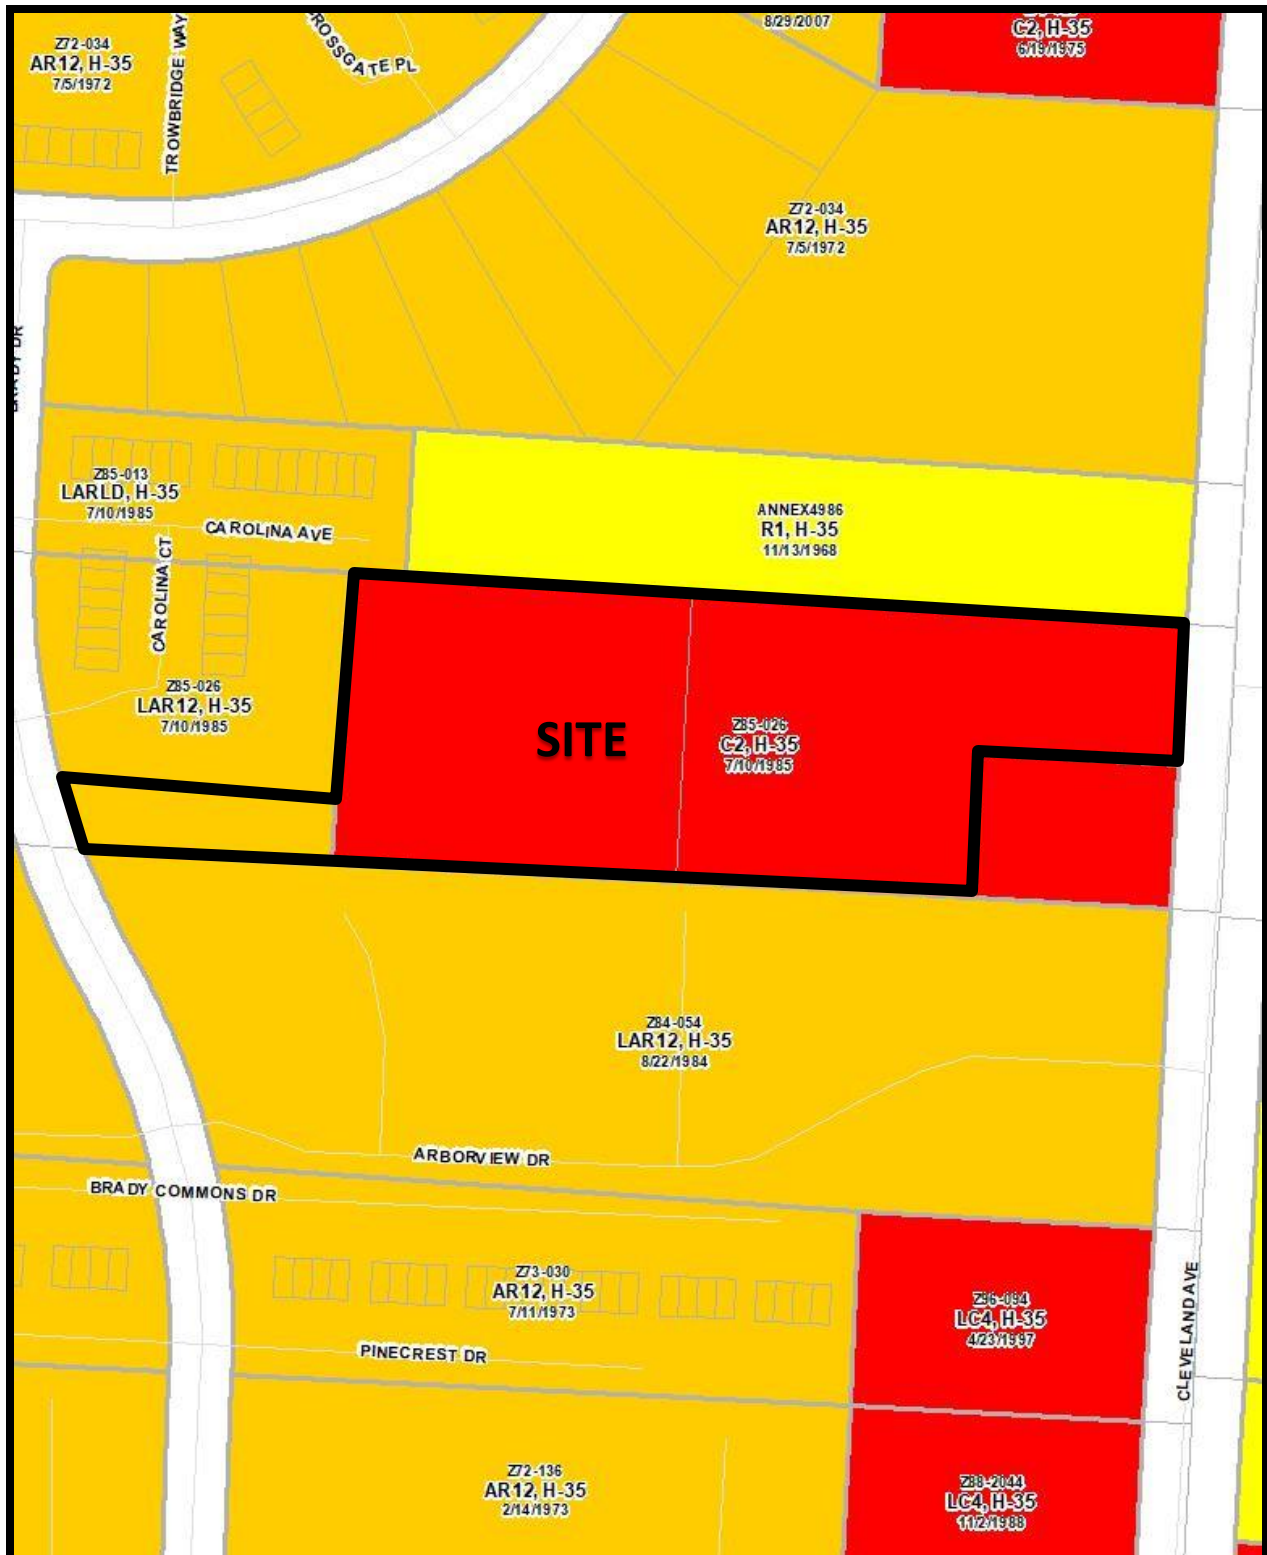 8/29/2007
C2, H-35
6/19/1975
Z72-034
AR12, H-35
7/5/1972
TROWBRIDGE WAY
ROSSGATE PL
Z72-034
AR12, H-35
7/5/1972
Z85-013
LARLD, H-35
7/10/1985
CAROLINA AVE
CAROLINA CT
ANNEX4986
R1, H-35
11/13/1968
Z85-026
LAR12, H-35
7/10/1985
SITE
Z85-026
C2, H-35
7/10/1985
Z84-054
LAR12, H-35
8/22/1984
ARBORVIEW DR
BRADY COMMONS DR
Z73-030
AR12, H-35
7/11/1973
Z96-094
LC4, H-35
4/23/1997
CLEVELAND AVE
PINECREST DR
Z72-136
AR12, H-35
2/14/1973
Z88-2044
LC4, H-35
11/2/1988